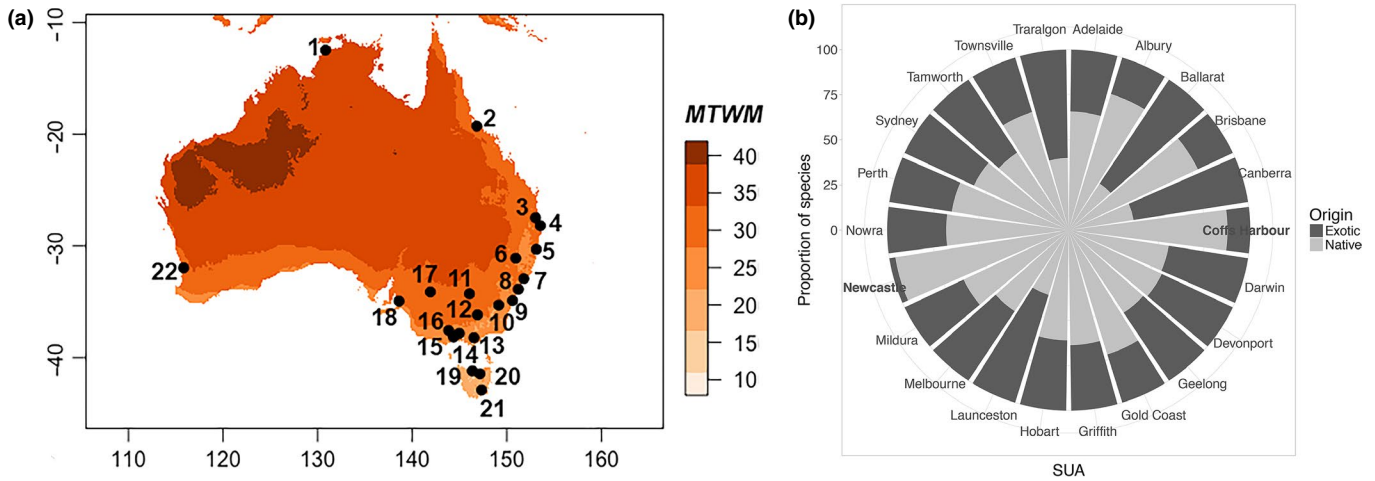 (a)
−10
−20
−30
−40
110 120 130 140 150 160
1
2
3
4
5
6
7
8
9
10
11
12
13
14
15
16
17
18
19
20
21
22
MTWM
40
35
30
25
20
15
10
(b)
Proportion of species
100
75
50
25
0
Traralgon
Adelaide
Albury
Ballarat
Brisbane
Canberra
Coffs Harbour
Darwin
Devonport
Geelong
Gold Coast
Griffith
Hobart
Launceston
Melbourne
Mildura
Newcastle
Nowra
Perth
Sydney
Tamworth
Townsville
SUA
Origin
Exotic
Native